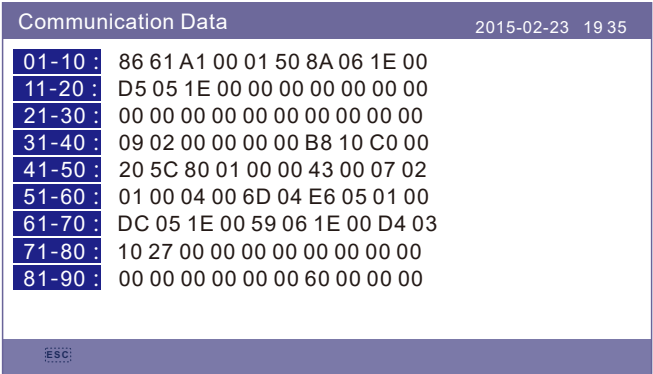 Communication Data
2015-02-23 19 35
01-10 : 86 61 A1 00 01 50 8A 06 1E 00
11-20 : D5 05 1E 00 00 00 00 00 00 00
21-30 : 00 00 00 00 00 00 00 00 00 00
31-40 : 09 02 00 00 00 00 B8 10 C0 00
41-50 : 20 5C 80 01 00 00 43 00 07 02
51-60 : 01 00 04 00 6D 04 E6 05 01 00
61-70 : DC 05 1E 00 59 06 1E 00 D4 03
71-80 : 10 27 00 00 00 00 00 00 00 00
81-90 : 00 00 00 00 00 00 60 00 00 00
ESC